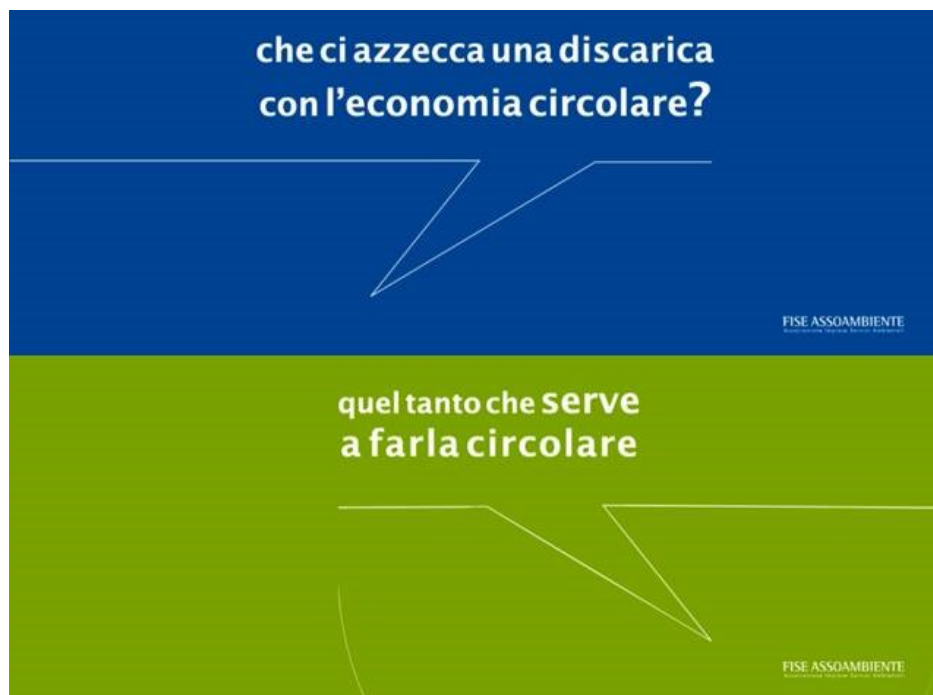 che ci azzecca una discarica
con l'economia circolare?
FISE ASSOAMBIENTE
quel tanto che serve
a farla circolare
FISE ASSOAMBIENTE